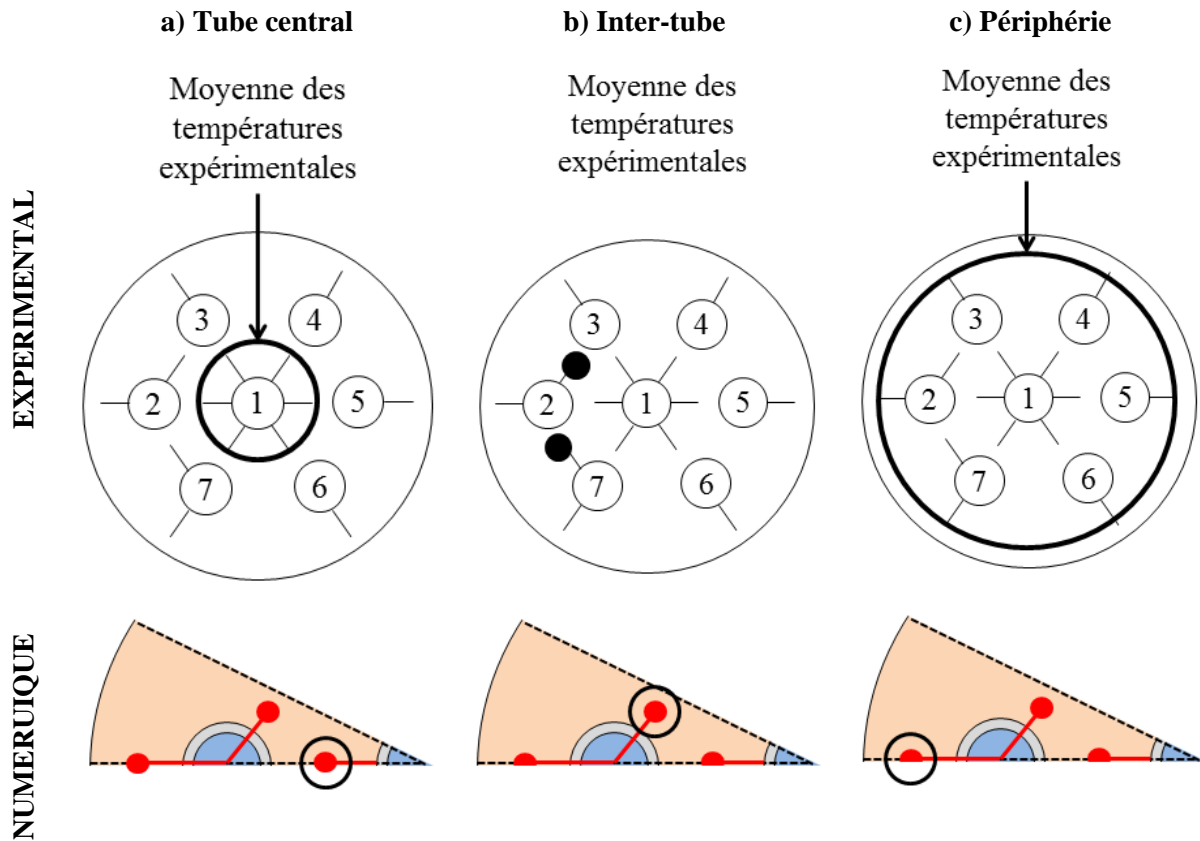 a) Tube central
b) Inter-tube
c) Périphérie
Moyenne des
températures
expérimentales
Moyenne des
températures
expérimentales
Moyenne des
températures
expérimentales
EXPERIMENTAL
3 4
2 1 5
7 6
3 4
2 1 5
7 6
3 4
2 1 5
7 6
NUMERUIQUE